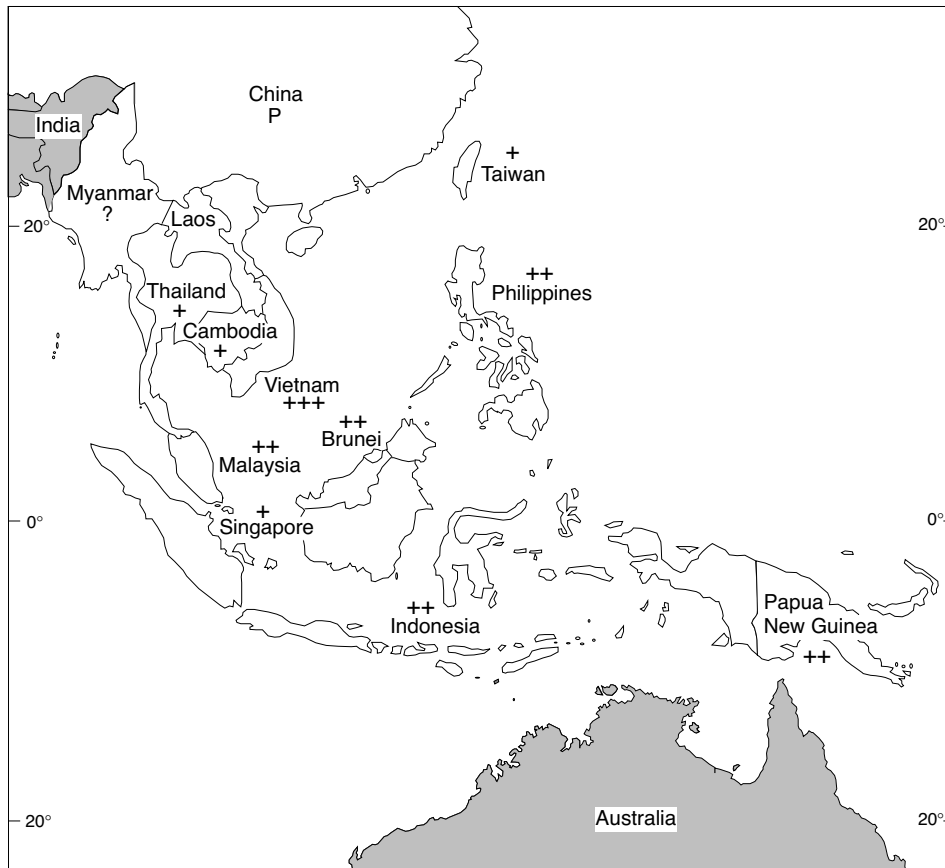 China
P
India
+
Taiwan
Myanmar
?
Laos
20°
20°
++
Philippines
Thailand
+
Cambodia
+
Vietnam
+++
++
Brunei
++
Malaysia
+
Singapore
0°
0°
++
Indonesia
Papua
New Guinea
++
Australia
20°
20°